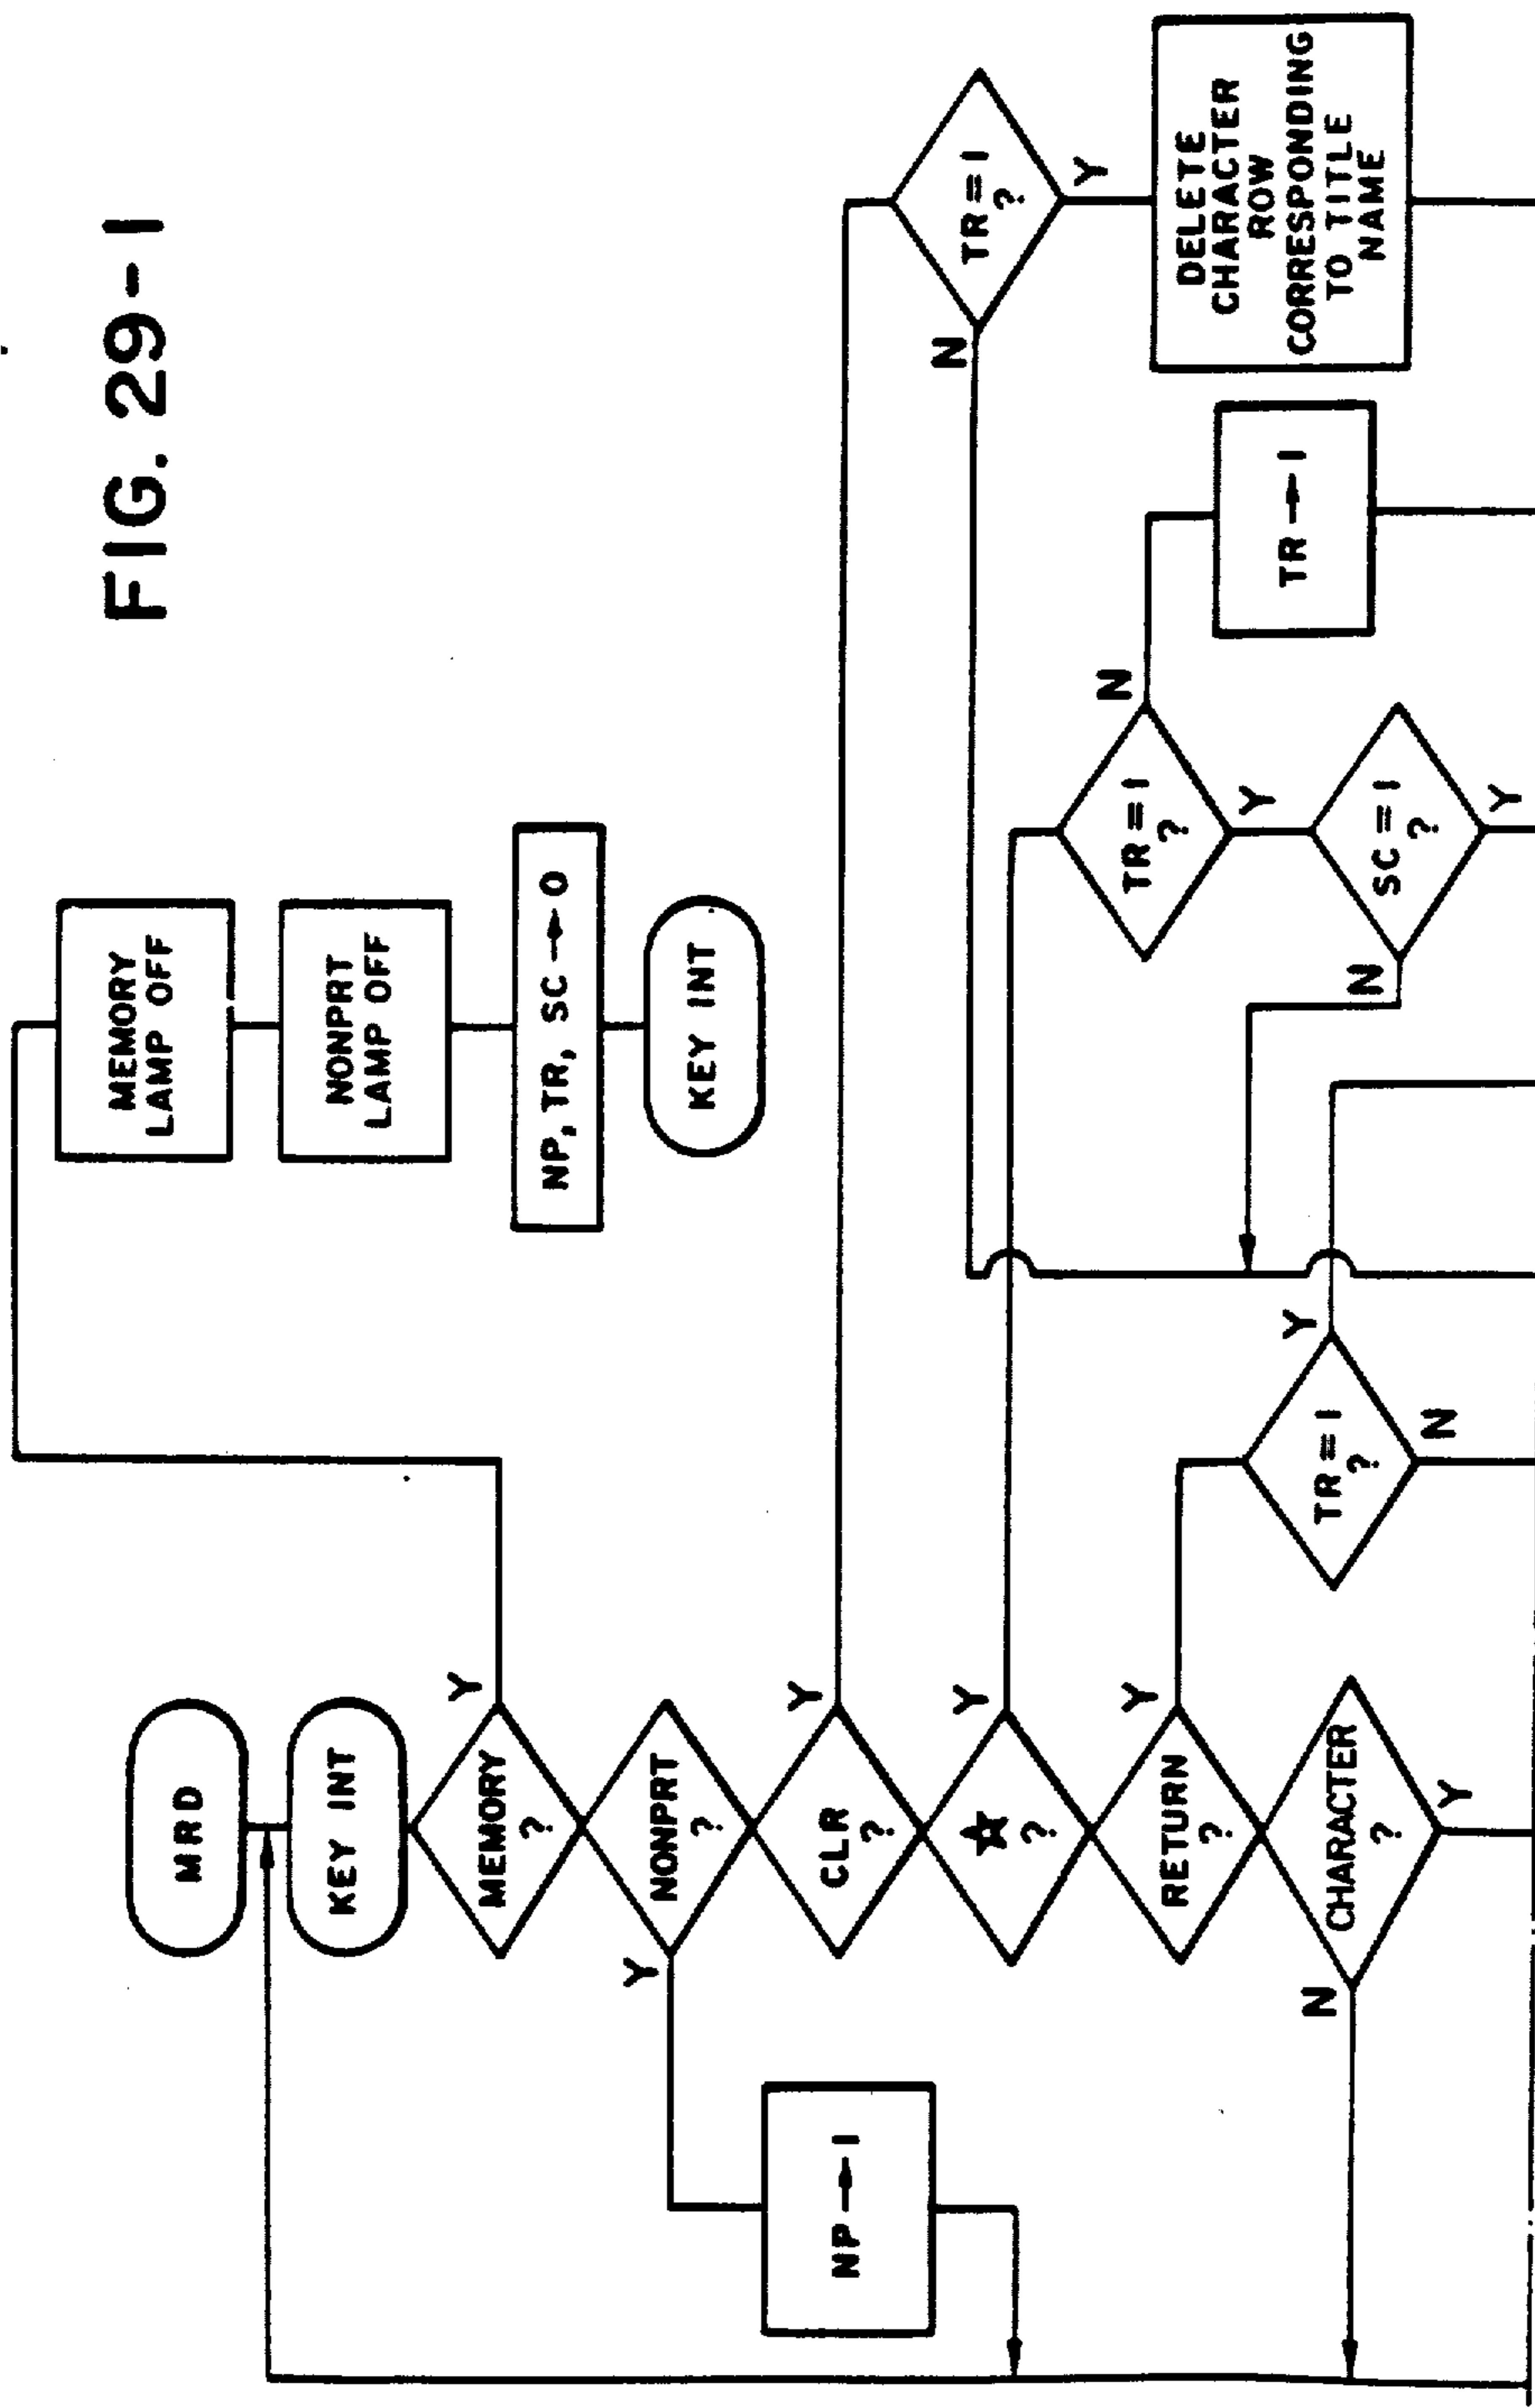 FIG. 29-1
MRD
KEY INT
MEMORY
?
Y
MEMORY
LAMP OFF
NONPRT
LAMP OFF
NP, TR, SC → 0
KEY INT
NONPRT
?
Y
NP → 1
CLR
?
Y
TR = 1
?
N
Y
DELETE
CHARACTER
ROW
CORRESPONDING
TO TITLE
NAME
☆
?
Y
TR = 1
?
N
Y
TR → 1
SC = 1
?
N
Y
RETURN
?
Y
TR = 1
?
Y
N
CHARACTER
?
N
Y